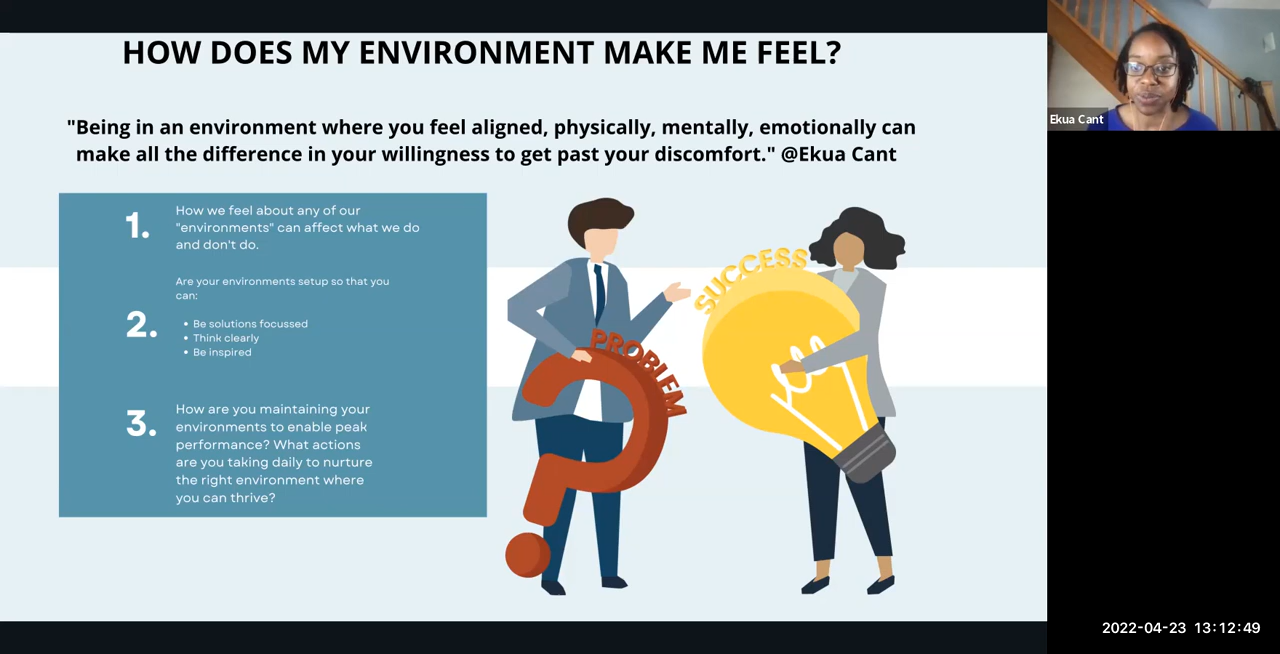 HOW DOES MY ENVIRONMENT MAKE ME FEEL?
"Being in an environment where you feel aligned, physically, mentally, emotionally can
make all the difference in your willingness to get past your discomfort." @Ekua Cant
1.
How we feel about any of our
"environments" can affect what we do
and don't do.
2.
Are your environments setup so that you
can:
• Be solutions focussed
• Think clearly
• Be inspired
3.
How are you maintaining your
environments to enable peak
performance? What actions
are you taking daily to nurture
the right environment where
you can thrive?
PROBLEM
SUCCESS
Ekua Cant
2022-04-23 13:12:49